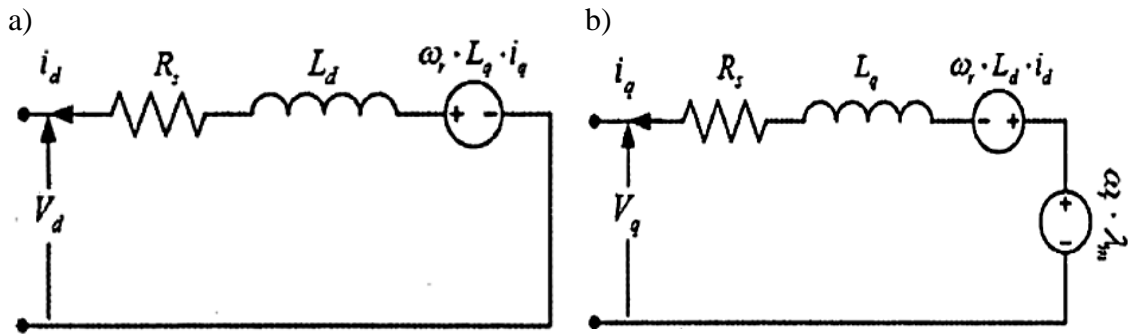 a)
i_d
R_s
L_d
ω_r · L_q · i_q
+ -
V_d
b)
i_q
R_s
L_q
ω_r · L_d · i_d
- +
V_q
+
-
ω_r · λ_m